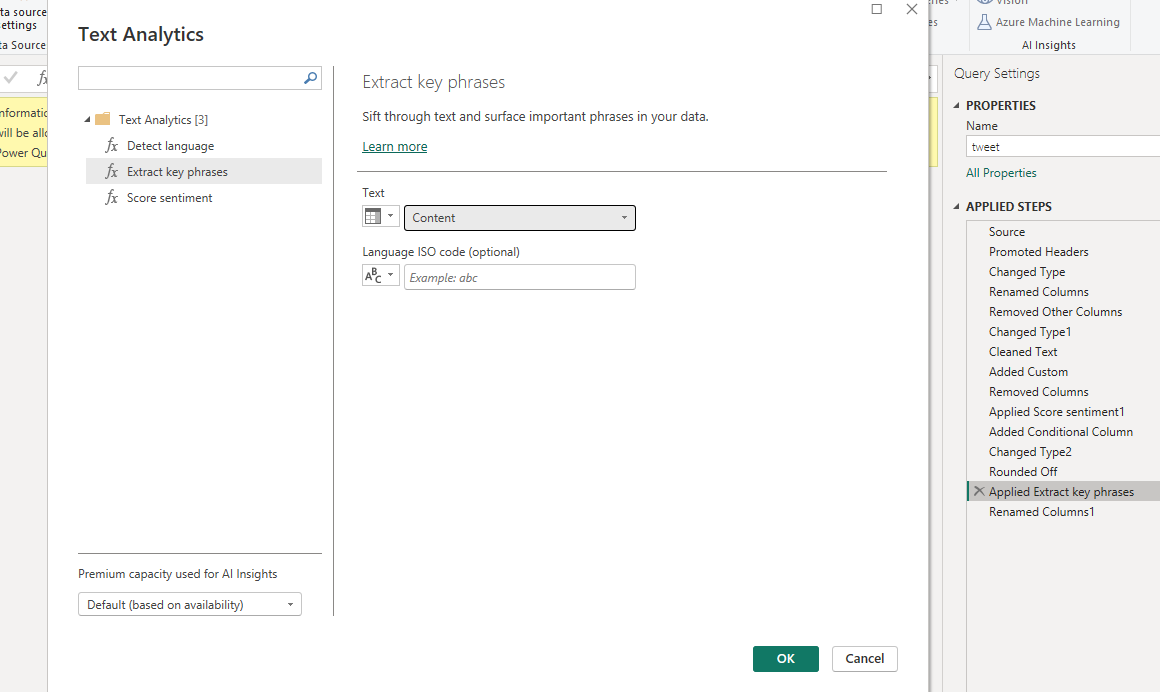 ta source
ettings
ta Source
Text Analytics
Vision
Azure Machine Learning
AI Insights
fx
nformatio
will be allo
Power Qu
Text Analytics [3]
fx Detect language
fx Extract key phrases
fx Score sentiment
Premium capacity used for AI Insights
Default (based on availability)
Extract key phrases
Sift through text and surface important phrases in your data.
Learn more
Text
Content
Language ISO code (optional)
ABC
Example: abc
OK
Cancel
Query Settings
PROPERTIES
Name
tweet
All Properties
APPLIED STEPS
Source
Promoted Headers
Changed Type
Renamed Columns
Removed Other Columns
Changed Type1
Cleaned Text
Added Custom
Removed Columns
Applied Score sentiment1
Added Conditional Column
Changed Type2
Rounded Off
Applied Extract key phrases
Renamed Columns1